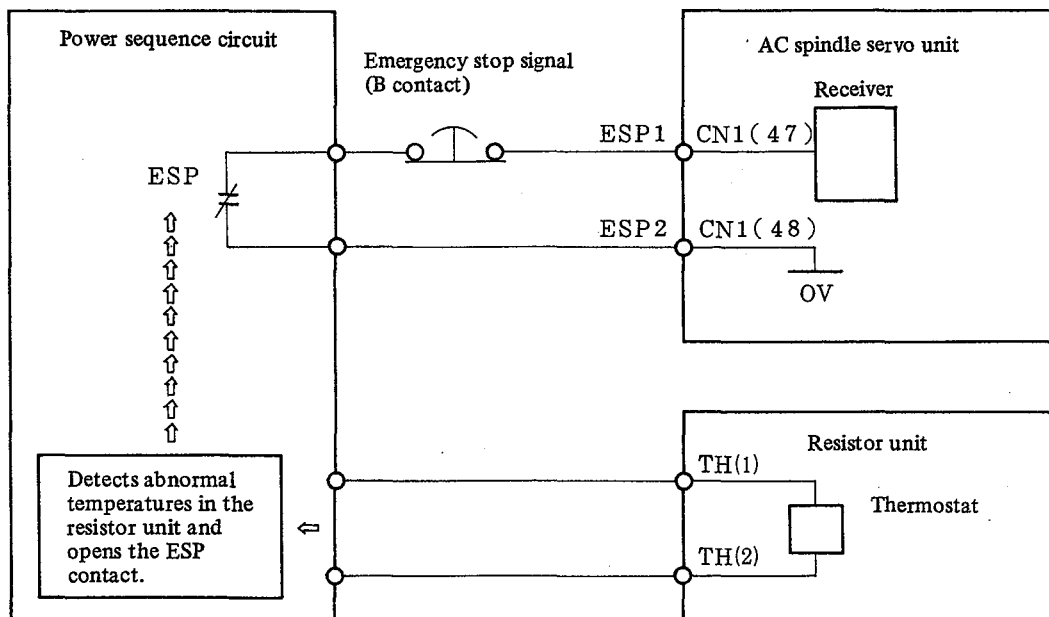 Power sequence circuit
Emergency stop signal
(B contact)
AC spindle servo unit
Receiver
ESP1
CN1(47)
ESP
ESP2
CN1(48)
0V
Resistor unit
TH(1)
Thermostat
TH(2)
Detects abnormal
temperatures in the
resistor unit and
opens the ESP
contact.